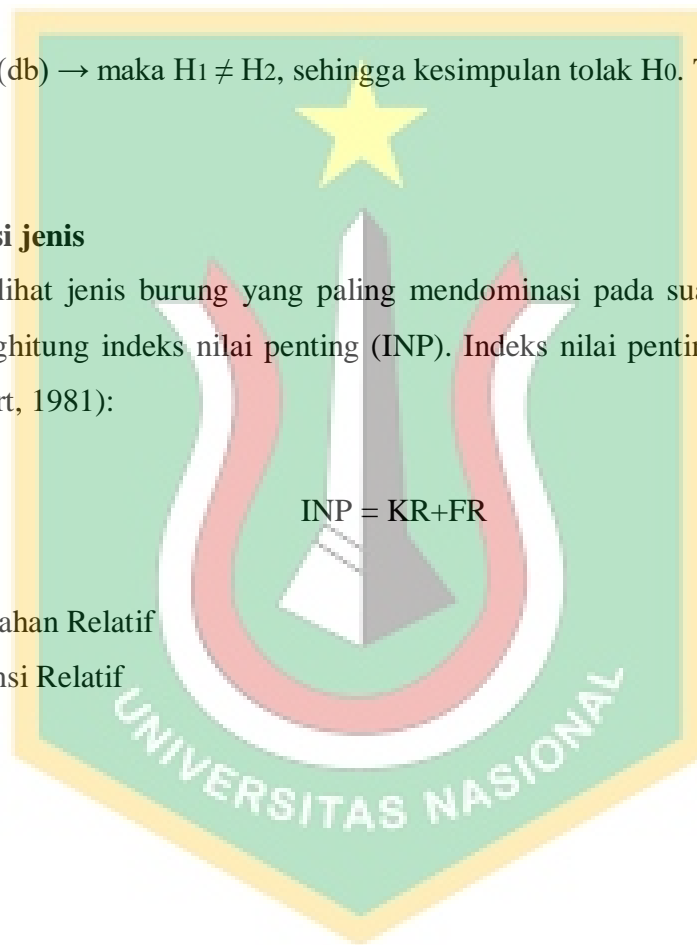 (db) → maka H1 ≠ H2, sehingga kesimpulan tolak H0.
si jenis
lihat jenis burung yang paling mendominasi pada sua
ghitung indeks nilai penting (INP). Indeks nilai pentin
rt, 1981):
INP = KR+FR
ahan Relatif
nsi Relatif
UNIVERSITAS NASIONAL